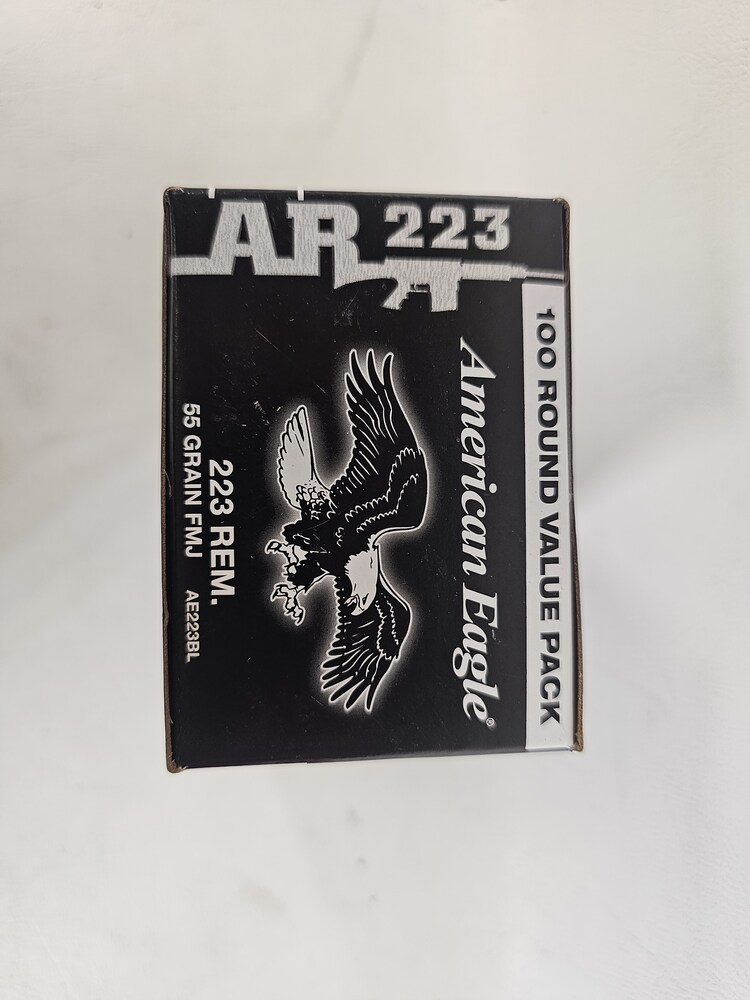 AR 223
100 ROUND VALUE PACK
American Eagle®
223 REM.
55 GRAIN FMJ AE223BL